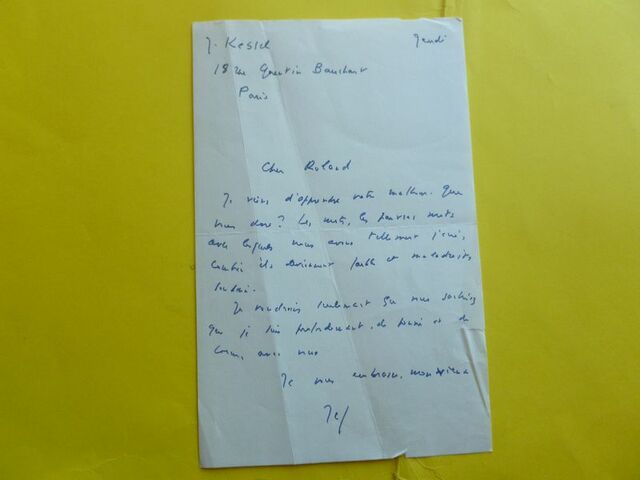 J. Kessel
Jeudi
18 rue Quentin Bauchart
Paris
Cher Roland
Je viens d'apprendre votre malheur. Que
vous dire? Les mots, les pauvres mots
avec lesquels nous avons tellement joués,
combien ils deviennent faibles et maladroits
soudain.
Je voudrais seulement que vous sachiez
que je suis profondément, de pensée et de
coeur, avec vous
Je vous embrasse, mon vieux
Jef